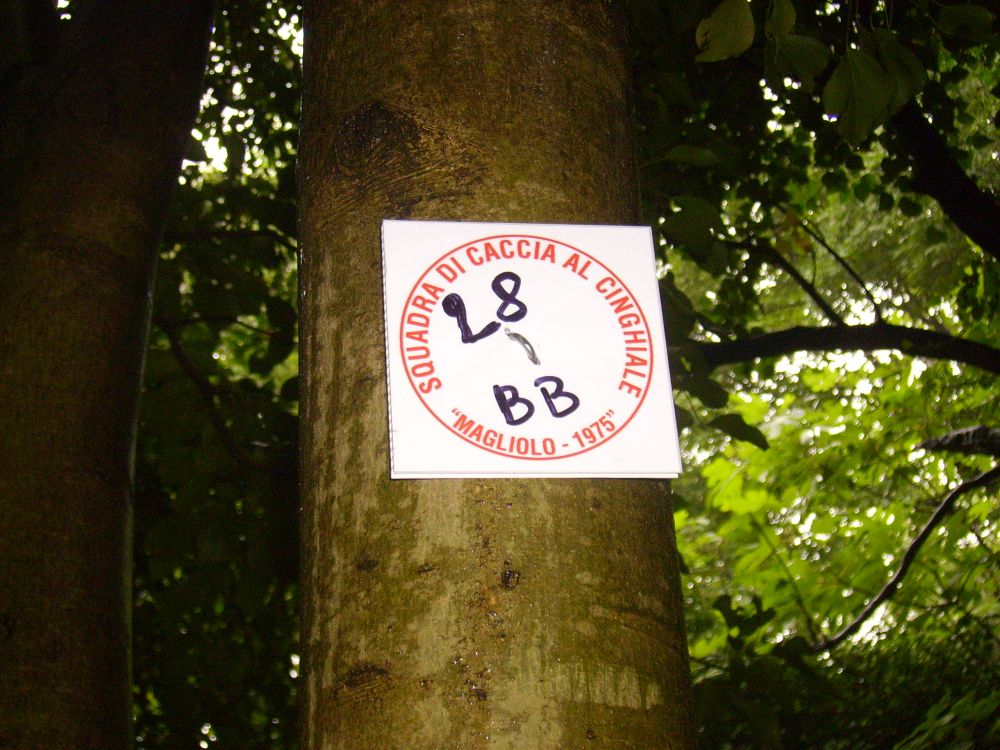 SQUADRA DI CACCIA AL CINGHIALE
28
BB
"MAGLIOLO - 1975"